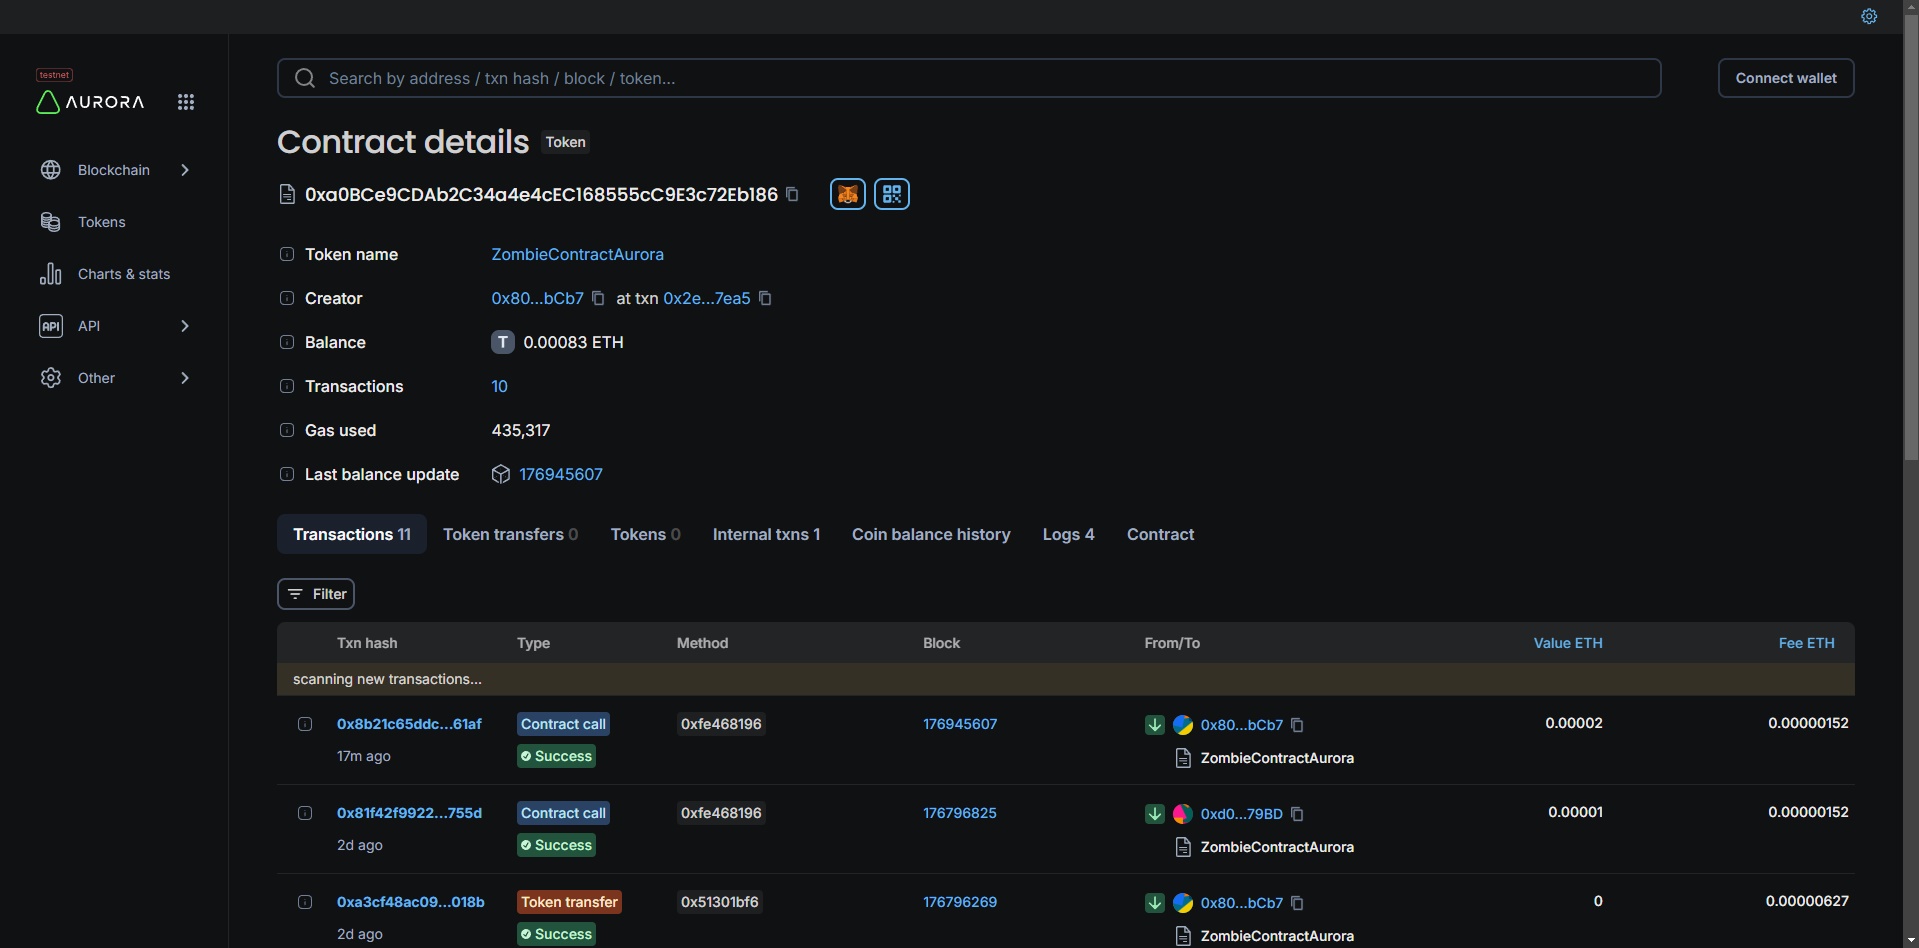 testnet
AURORA
Search by address / txn hash / block / token...
Connect wallet
Blockchain
Tokens
Charts & stats
API API
Other
Contract details Token
0xa0BCe9CDAb2C34a4e4cEC168555cC9E3c72Eb186
Token name ZombieContractAurora
Creator 0x80...bCb7 at txn 0x2e...7ea5
Balance T 0.00083 ETH
Transactions 10
Gas used 435,317
Last balance update 176945607
Transactions 11 Token transfers 0 Tokens 0 Internal txns 1 Coin balance history Logs 4 Contract
Filter
Txn hash Type Method Block From/To Value ETH Fee ETH
scanning new transactions...
0x8b21c65ddc...61af Contract call 0xfe468196 176945607 0x80...bCb7 0.00002 0.00000152
17m ago Success ZombieContractAurora
0x81f42f9922...755d Contract call 0xfe468196 176796825 0xd0...79BD 0.00001 0.00000152
2d ago Success ZombieContractAurora
0xa3cf48ac09...018b Token transfer 0x51301bf6 176796269 0x80...bCb7 0 0.00000627
2d ago Success ZombieContractAurora